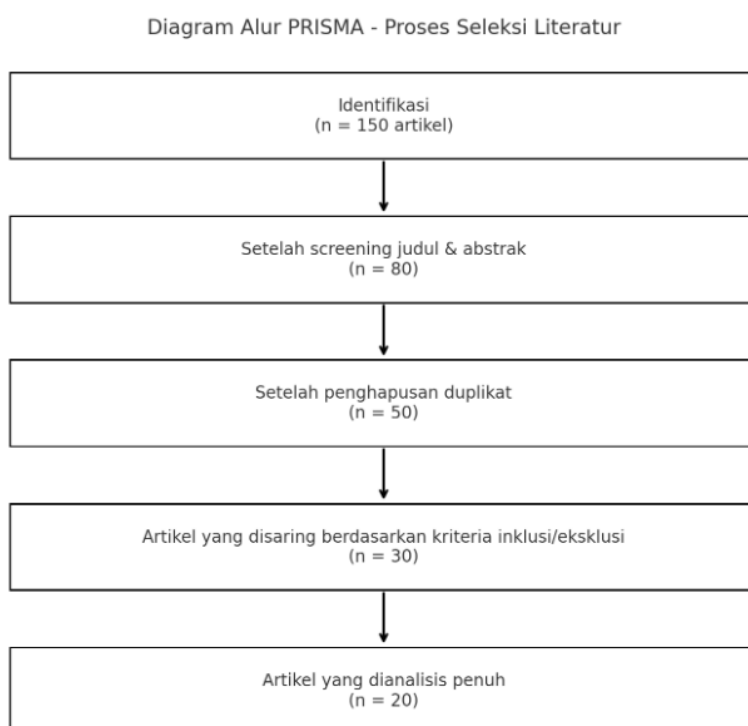 Diagram Alur PRISMA - Proses Seleksi Literatur
Identifikasi
(n = 150 artikel)
Setelah screening judul & abstrak
(n = 80)
Setelah penghapusan duplikat
(n = 50)
Artikel yang disaring berdasarkan kriteria inklusi/eksklusi
(n = 30)
Artikel yang dianalisis penuh
(n = 20)